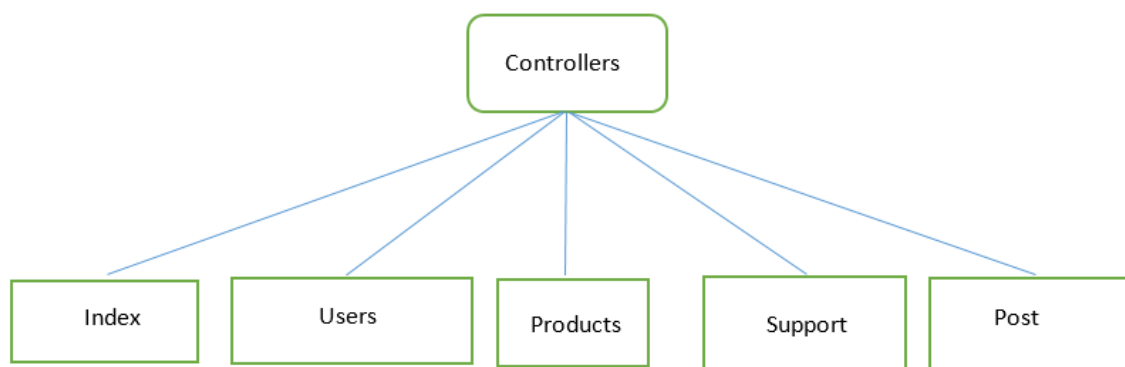 Controllers
Index
Users
Products
Support
Post